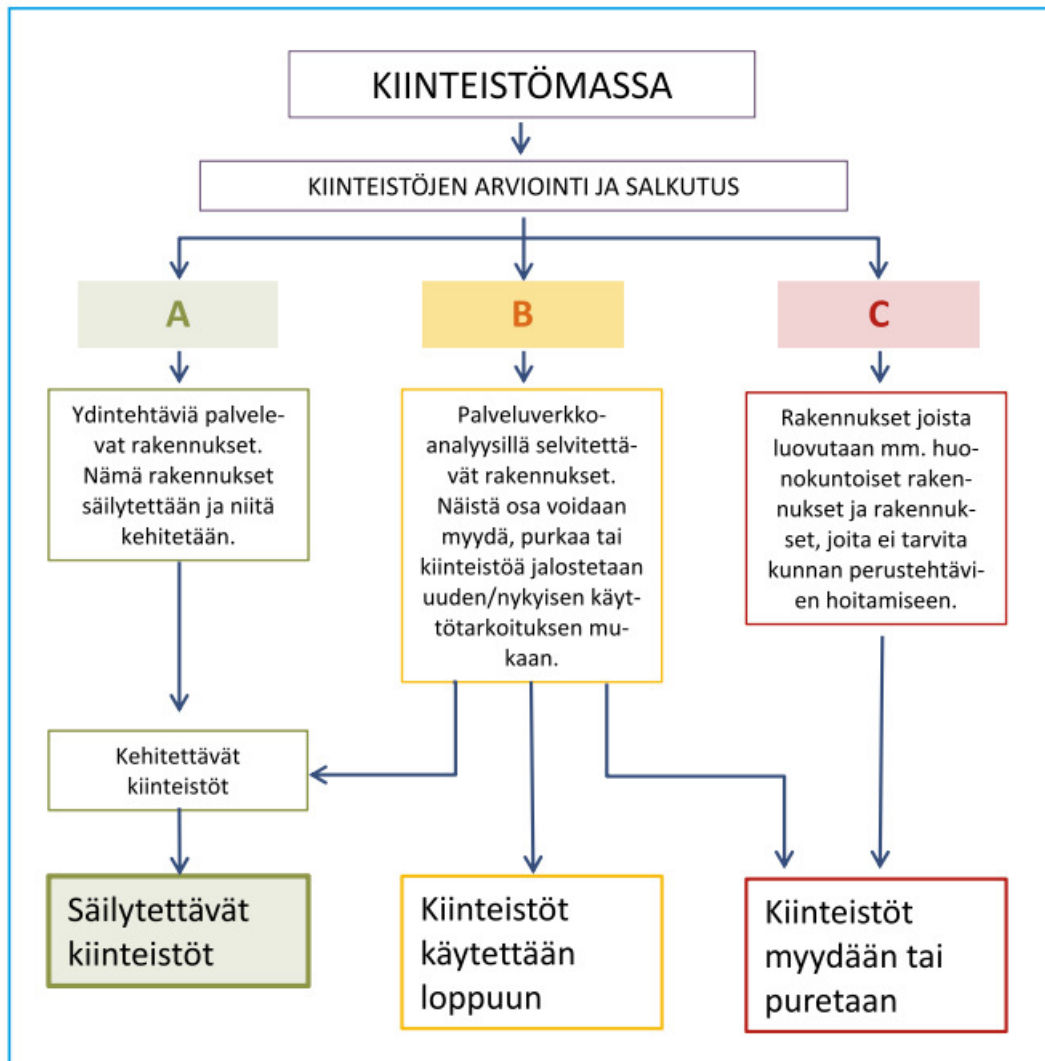 KIINTEISTÖMASSA
KIINTEISTÖJEN ARVIOINTI JA SALKUTUS
A
B
C
Ydintehtäviä palvele-
vat rakennukset.
Nämä rakennukset
säilytettään ja niitä
kehitetään.
Palveluverkko-
analyysillä selvitettä-
vät rakennukset.
Näistä osa voidaan
myydä, purkaa tai
kiinteistöä jalostetaan
uuden/nykyisen käyt-
tötarkoituksen mu-
kaan.
Rakennukset joista
luovutaan mm. huo-
nokuntoiset raken-
nukset ja rakennuk-
set, joita ei tarvita
kunnan perustehtävi-
en hoitamiseen.
Kehitettävät
kiinteistöt
Säilytettävät
kiinteistöt
Kiinteistöt
käytettään
loppuun
Kiinteistöt
myydään tai
puretaan